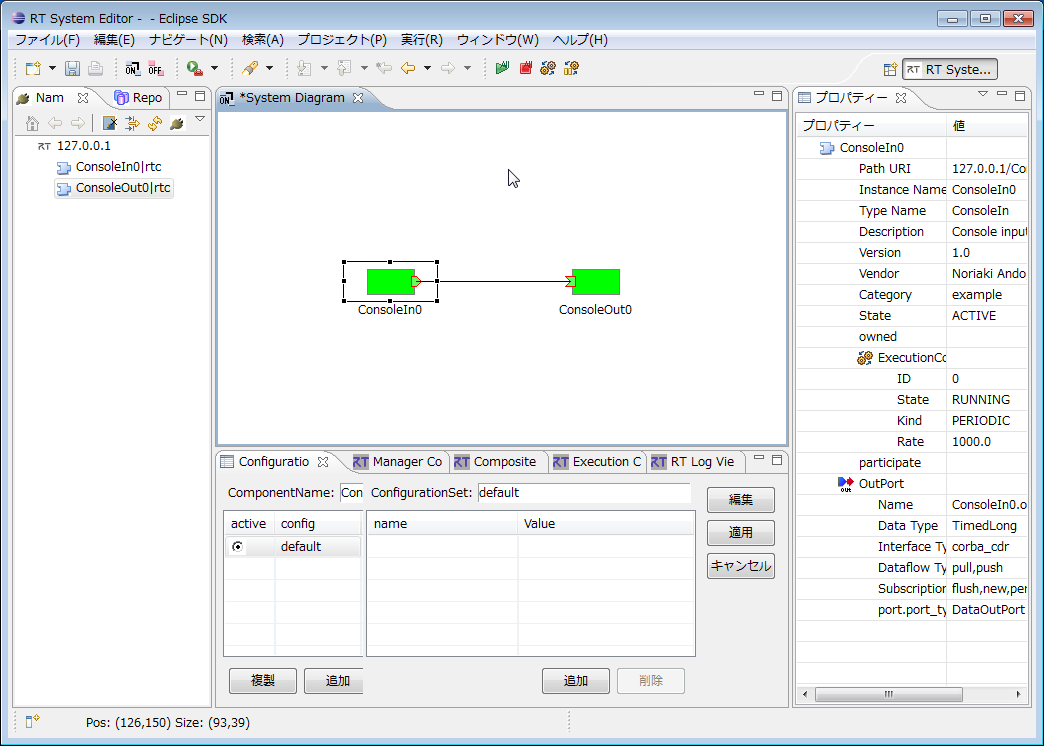 RT System Editor - - Eclipse SDK
ファイル(F) 編集(E) ナビゲート(N) 検索(A) プロジェクト(P) 実行(R) ウィンドウ(W) ヘルプ(H)
ON OFF
RT RT Syste...
Nam Repo
RT 127.0.0.1
ConsoleIn0|rtc
ConsoleOut0|rtc
ON *System Diagram
ConsoleIn0 ConsoleOut0
Configuratio RT Manager Co RT Composite RT Execution C RT RT Log Vie
ComponentName: Con ConfigurationSet: default
編集
適用
キャンセル
active config name Value
default
複製 追加 追加 削除
プロパティー
プロパティー 値
ConsoleIn0
Path URI 127.0.0.1/Co
Instance Name ConsoleIn0
Type Name ConsoleIn
Description Console input
Version 1.0
Vendor Noriaki Ando
Category example
State ACTIVE
owned
ExecutionCo
ID 0
State RUNNING
Kind PERIODIC
Rate 1000.0
participate
OUT OutPort
Name ConsoleIn0.o
Data Type TimedLong
Interface Ty corba_cdr
Dataflow Ty pull,push
Subscription flush,new,per
port.port_ty DataOutPort
Pos: (126,150) Size: (93,39)